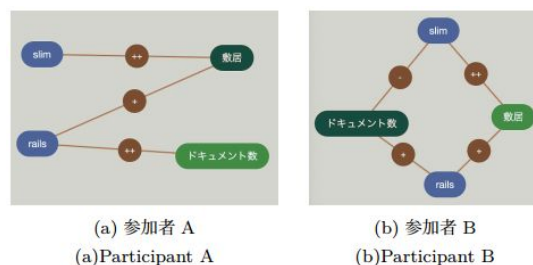 slim
++
敷居
+
rails
++
ドキュメント数
slim
-
++
ドキュメント数
敷居
+
+
rails
(a) 参加者 A
(b) 参加者 B
(a)Participant A
(b)Participant B